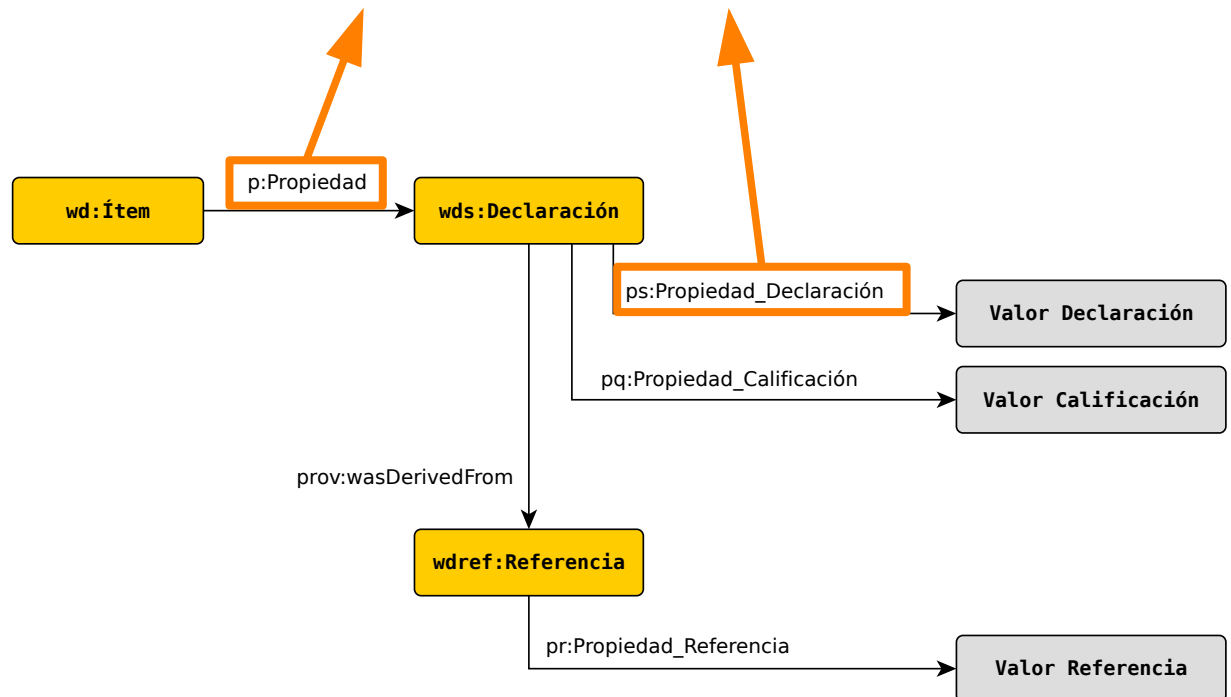 p:Propiedad
wd:Ítem
wds:Declaración
ps:Propiedad_Declaración
Valor Declaración
pq:Propiedad_Calificación
Valor Calificación
prov:wasDerivedFrom
wdref:Referencia
pr:Propiedad_Referencia
Valor Referencia